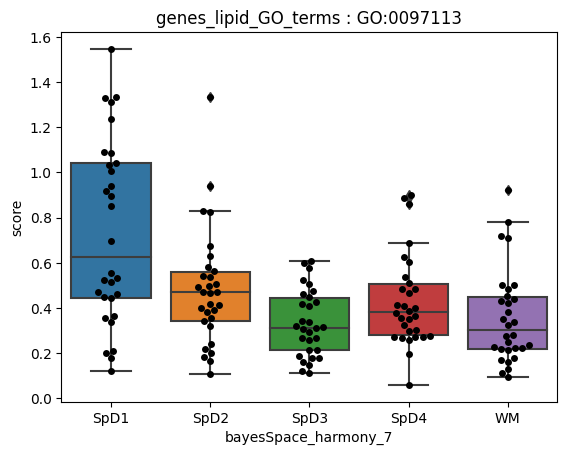 genes_lipid_GO_terms : GO:0097113
score
1.6
1.4
1.2
1.0
0.8
0.6
0.4
0.2
0.0
SpD1 SpD2 SpD3 SpD4 WM
bayesSpace_harmony_7